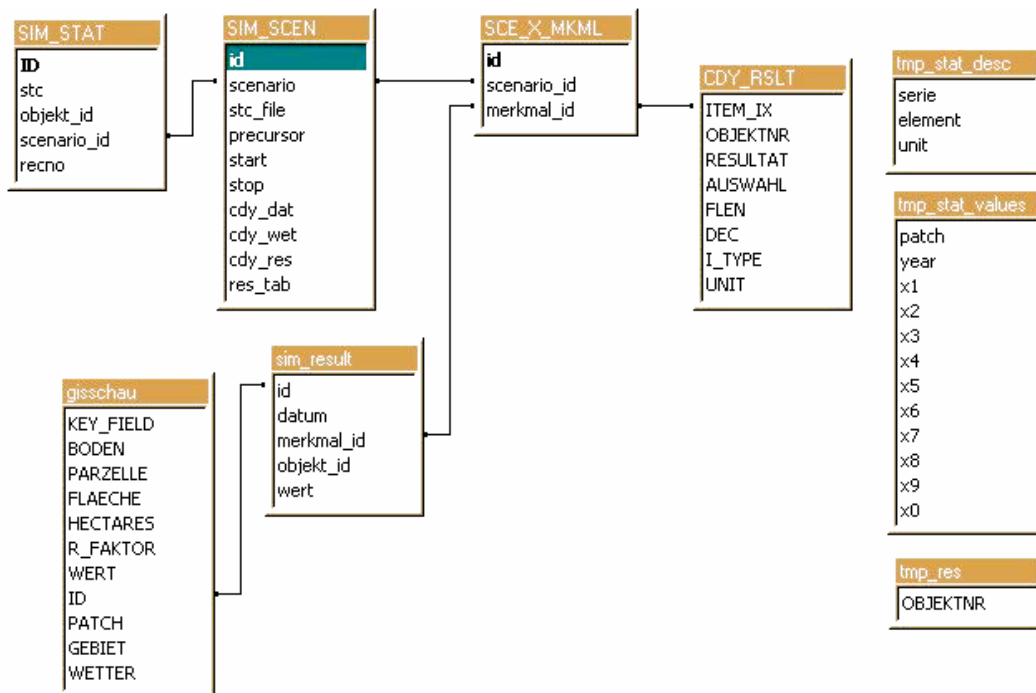 SIM_STAT
ID
stc
objekt_id
scenario_id
recno
SIM_SCEN
id
scenario
stc_file
precursor
start
stop
cdy_dat
cdy_wet
cdy_res
res_tab
SCE_X_MKML
id
scenario_id
merkmal_id
CDY_RSLT
ITEM_IX
OBJEKTNR
RESULTAT
AUSWAHL
FLEN
DEC
I_TYPE
UNIT
tmp_stat_desc
serie
element
unit
tmp_stat_values
patch
year
x1
x2
x3
x4
x5
x6
x7
x8
x9
x0
tmp_res
OBJEKTNR
sim_result
id
datum
merkmal_id
objekt_id
wert
gisschau
KEY_FIELD
BODEN
PARZELLE
FLAECHE
HECTARES
R_FAKTOR
WERT
ID
PATCH
GEBIET
WETTER